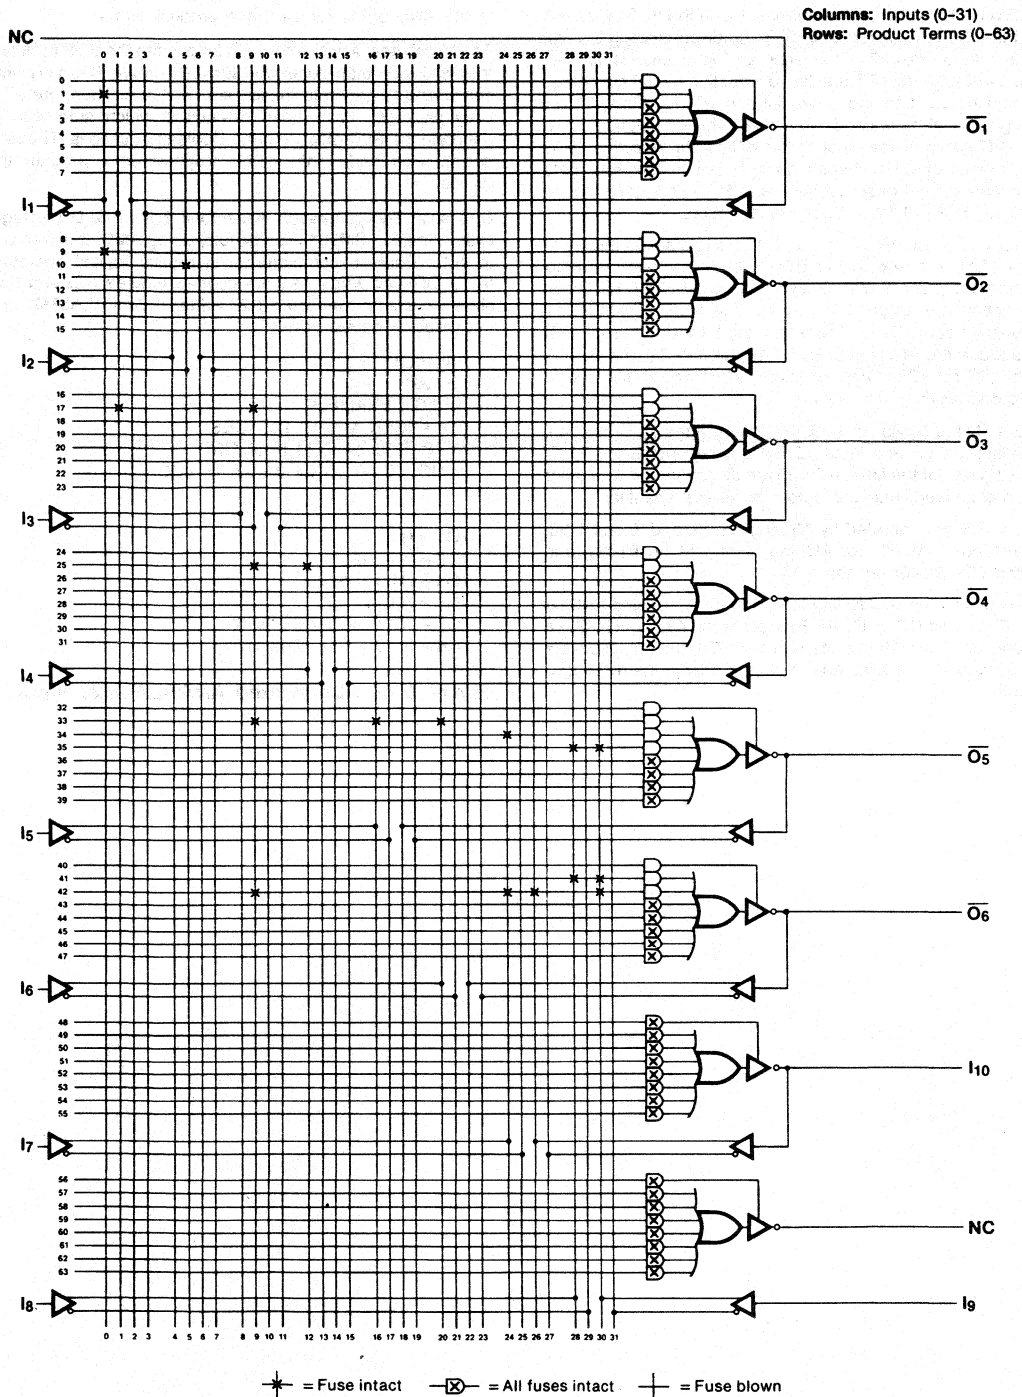 Columns: Inputs (0–31)
Rows: Product Terms (0–63)
NC
0 1 2 3 4 5 6 7 8 9 10 11 12 13 14 15 16 17 18 19 20 21 22 23 24 25 26 27 28 29 30 31
0
1
2
3
4
5
6
7
O1
I1
8
9
10
11
12
13
14
15
O2
I2
16
17
18
19
20
21
22
23
O3
I3
24
25
26
27
28
29
30
31
O4
I4
32
33
34
35
36
37
38
39
O5
I5
40
41
42
43
44
45
46
47
O6
I6
48
49
50
51
52
53
54
55
I10
I7
56
57
58
59
60
61
62
63
NC
I8
I9
0 1 2 3 4 5 6 7 8 9 10 11 12 13 14 15 16 17 18 19 20 21 22 23 24 25 26 27 28 29 30 31
= Fuse intact = All fuses intact = Fuse blown